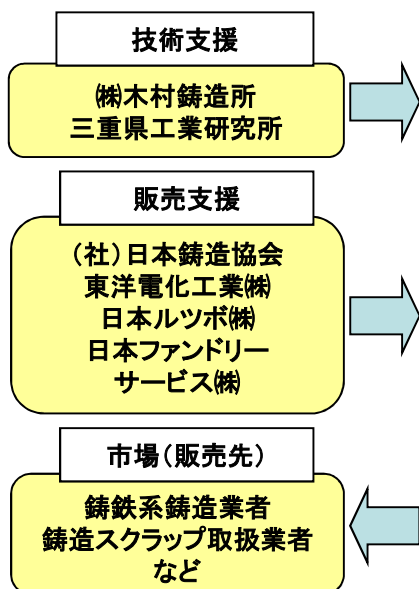 技術支援
㈱木村鋳造所
三重県工業研究所
販売支援
（社）日本鋳造協会
東洋電化工業㈱
日本ルツボ㈱
日本ファンドリー
サービス㈱
市場（販売先）
鋳鉄系鋳造業者
鋳造スクラップ取扱業者
など